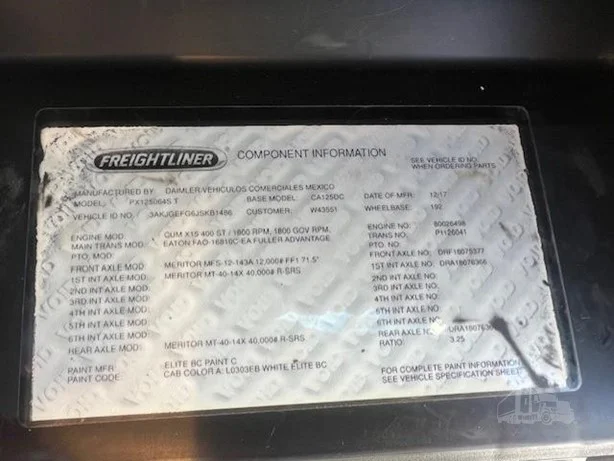 FREIGHTLINER COMPONENT INFORMATION SEE VEHICLE ID NO. WHEN ORDERING PARTS
MANUFACTURED BY: DAIMLER VEHICULOS COMERCIALES MEXICO
MODEL: PX125064S T BASE MODEL: CA125DC DATE OF MFR: 12/17
VEHICLE ID NO: 3AKJGEFG6JSKB1486 CUSTOMER: W43551 WHEELBASE: 192
ENGINE MOD: CUM X15 400 ST / 1800 RPM, 1800 GOV RPM, 80026498
MAIN TRANS MOD: EATON FAO-16810C-EA FULLER ADVANTAGE TRANS NO: P1126041
PTO, MOD: PTO, NO:
FRONT AXLE MOD: MERITOR MFS-12-143A 12,000# FF1 71.5" FRONT AXLE NO: DRF18075377
1ST INT AXLE MOD: MERITOR MT-40-14X 40,000# R-SRS 1ST INT AXLE NO: DRA18076366
2ND INT AXLE MOD: 2ND INT AXLE NO:
3RD INT AXLE MOD: 3RD INT AXLE NO:
4TH INT AXLE MOD: 4TH INT AXLE NO:
5TH INT AXLE MOD: 5TH INT AXLE NO:
6TH INT AXLE MOD: 6TH INT AXLE NO:
REAR AXLE MOD: MERITOR MT-40-14X 40,000# R-SRS REAR AXLE NO:
RATIO: 3.25
PAINT MFR: ELITE BC PAINT C FOR COMPLETE PAINT INFORMATION
PAINT CODE: CAB COLOR A: L0303EB WHITE ELITE BC SEE VEHICLE SPECIFICATION SHEET